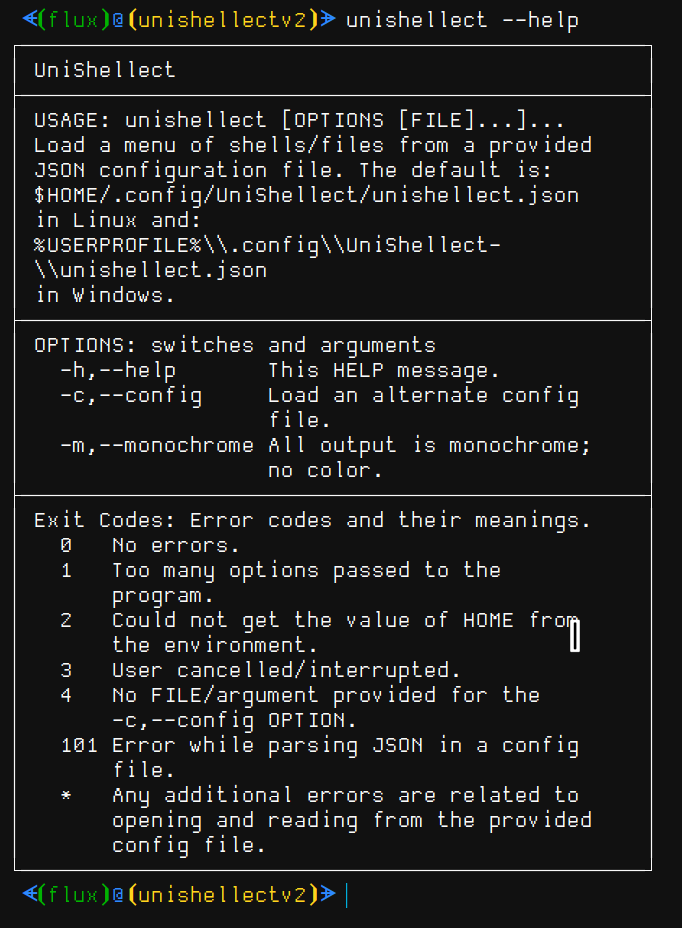 ⋞(flux)@(unishellectv2)⋟ unishellect --help
UniShellect
USAGE: unishellect [OPTIONS [FILE]...]...
Load a menu of shells/files from a provided
JSON configuration file. The default is:
$HOME/.config/UniShellect/unishellect.json
in Linux and:
%USERPROFILE%\\.config\\UniShellect-
\\unishellect.json
in Windows.
OPTIONS: switches and arguments
-h,--help This HELP message.
-c,--config Load an alternate config
file.
-m,--monochrome All output is monochrome;
no color.
Exit Codes: Error codes and their meanings.
0 No errors.
1 Too many options passed to the
program.
2 Could not get the value of HOME from
the environment.
3 User cancelled/interrupted.
4 No FILE/argument provided for the
-c,--config OPTION.
101 Error while parsing JSON in a config
file.
* Any additional errors are related to
opening and reading from the provided
config file.
⋞(flux)@(unishellectv2)⋟